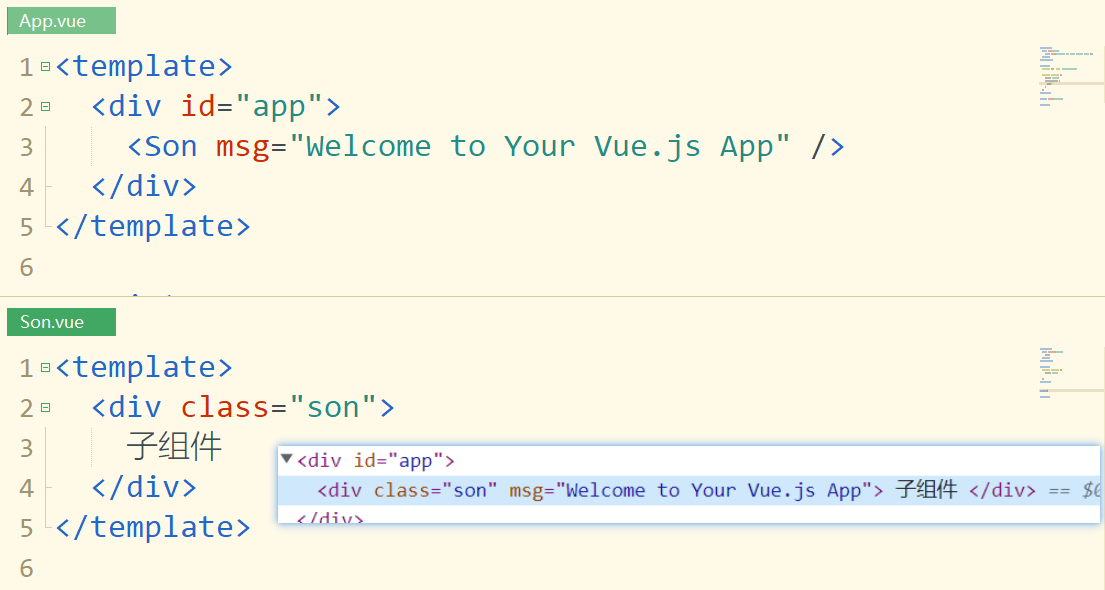 App.vue
1 <template>
2 <div id="app">
3 <Son msg="Welcome to Your Vue.js App" />
4 </div>
5 </template>
6
Son.vue
1 <template>
2 <div class="son">
3 子组件
4 </div>
5 </template>
6
<div id="app">
<div class="son" msg="Welcome to Your Vue.js App"> 子组件 </div> ==
</div>